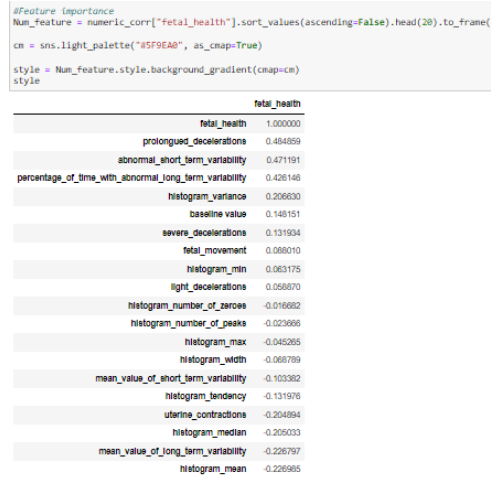 #Feature importance
Num_feature = numeric_corr["fetal_health"].sort_values(ascending=False).head(20).to_frame(
cm = sns.light_palette("#5F9EA0", as_cmap=True)
style = Num_feature.style.background_gradient(cmap=cm)
style
fetal_health
fetal_health 1.000000
prolongued_decelerations 0.484859
abnormal_short_term_variability 0.471191
percentage_of_time_with_abnormal_long_term_variability 0.426146
histogram_variance 0.206630
baseline value 0.148151
severe_decelerations 0.131934
fetal_movement 0.088010
histogram_min 0.063175
light_decelerations 0.058870
histogram_number_of_zeroes -0.016682
histogram_number_of_peaks -0.023666
histogram_max -0.045265
histogram_width -0.068789
mean_value_of_short_term_variability -0.103382
histogram_tendency -0.131976
uterine_contractions -0.204894
histogram_median -0.205033
mean_value_of_long_term_variability -0.226797
histogram_mean -0.226985